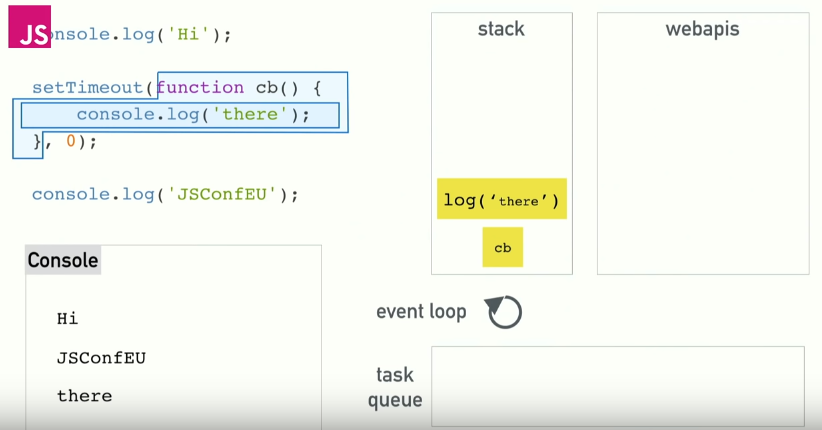 JS
onsole.log('Hi');
setTimeout(function cb() {
console.log('there');
}, 0);
console.log('JSConfEU');
Console
Hi
JSConfEU
there
stack
log(‘there’)
cb
webapis
event loop
task
queue